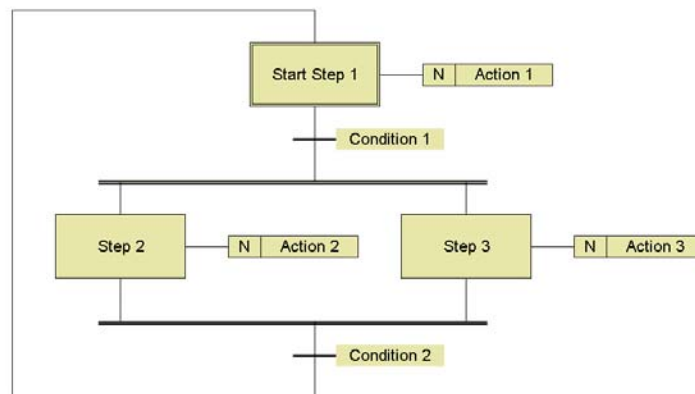 Start Step 1
N Action 1
Condition 1
Step 2
N Action 2
Step 3
N Action 3
Condition 2